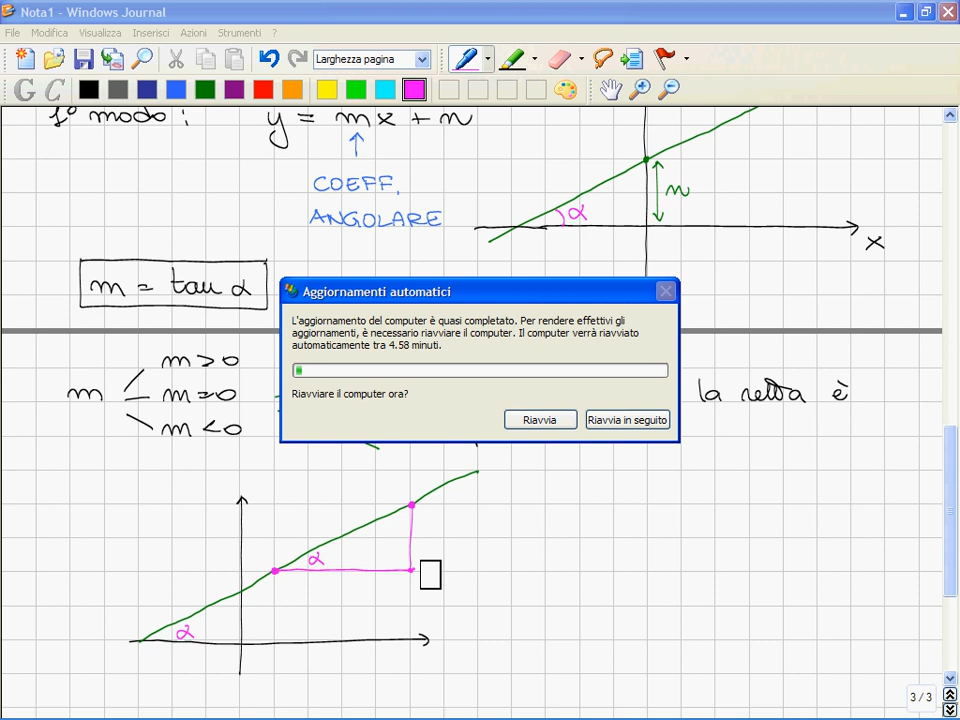 Nota1 - Windows Journal
File Modifica Visualizza Inserisci Azioni Strumenti ?
Larghezza pagina
G C
1° modo : y = mx + n
COEFF.
ANGOLARE
n
α
x
m = tan α
Aggiornamenti automatici
L'aggiornamento del computer è quasi completato. Per rendere effettivi gli
aggiornamenti, è necessario riavviare il computer. Il computer verrà riavviato
automaticamente tra 4.58 minuti.
Riavviare il computer ora?
Riavvia Riavvia in seguito
m > 0
m m = 0 la retta è
m < 0
α
α
3 / 3